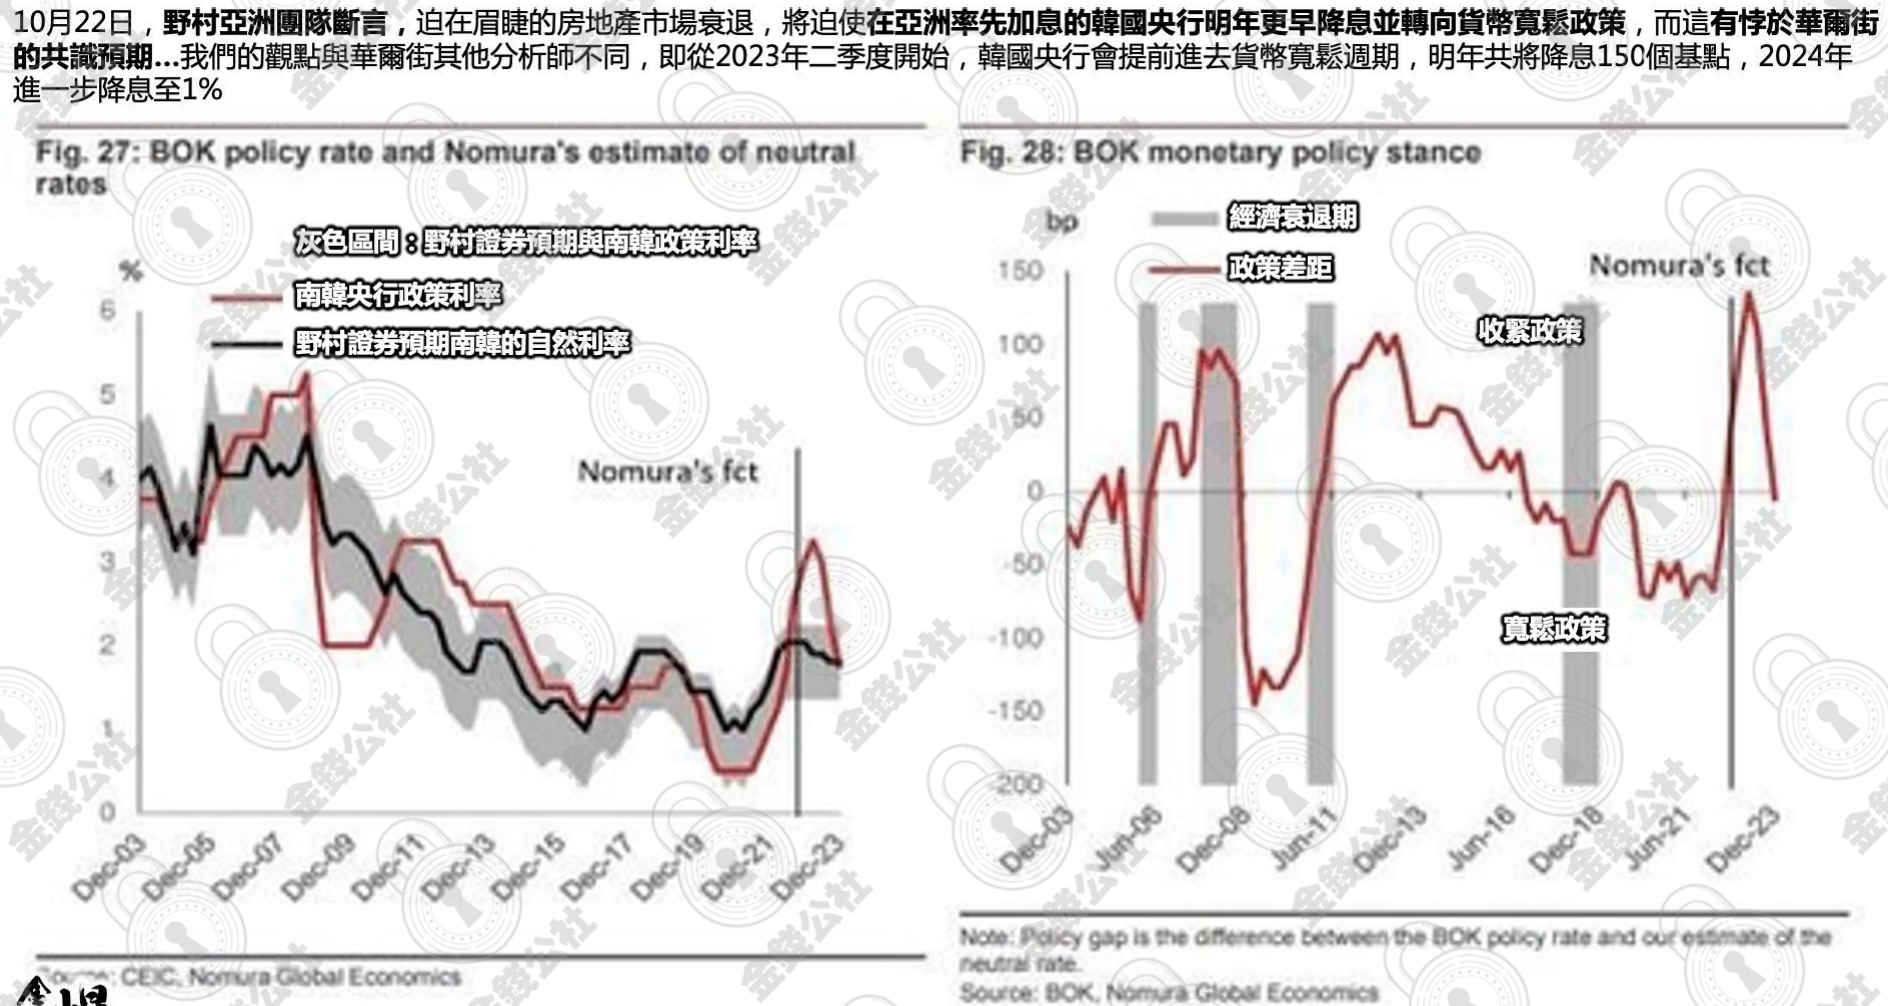 10月22日，野村亞洲團隊斷言，迫在眉睫的房地產市場衰退，將迫使在亞洲率先加息的韓國央行明年更早降息並轉向貨幣寬鬆政策，而這有悖於華爾街
的共識預期...我們的觀點與華爾街其他分析師不同，即從2023年二季度開始，韓國央行會提前進去貨幣寬鬆週期，明年共將降息150個基點，2024年
進一步降息至1%
Fig. 27: BOK policy rate and Nomura's estimate of neutral
rates
灰色區間：野村證券預期與南韓政策利率
%
南韓央行政策利率
野村證券預期南韓的自然利率
Nomura's fct
6
5
4
3
2
1
0
Dec-03
Dec-05
Dec-07
Dec-09
Dec-11
Dec-13
Dec-15
Dec-17
Dec-19
Dec-21
Dec-23
Source: CEIC, Nomura Global Economics
Fig. 28: BOK monetary policy stance
bp
經濟衰退期
政策差距
Nomura's fct
收緊政策
寬鬆政策
150
100
50
0
-50
-100
-150
-200
Dec-03
Jun-06
Dec-08
Jun-11
Dec-13
Jun-16
Dec-18
Jun-21
Dec-23
Note: Policy gap is the difference between the BOK policy rate and our estimate of the
neutral rate.
Source: BOK, Nomura Global Economics
金錢公社